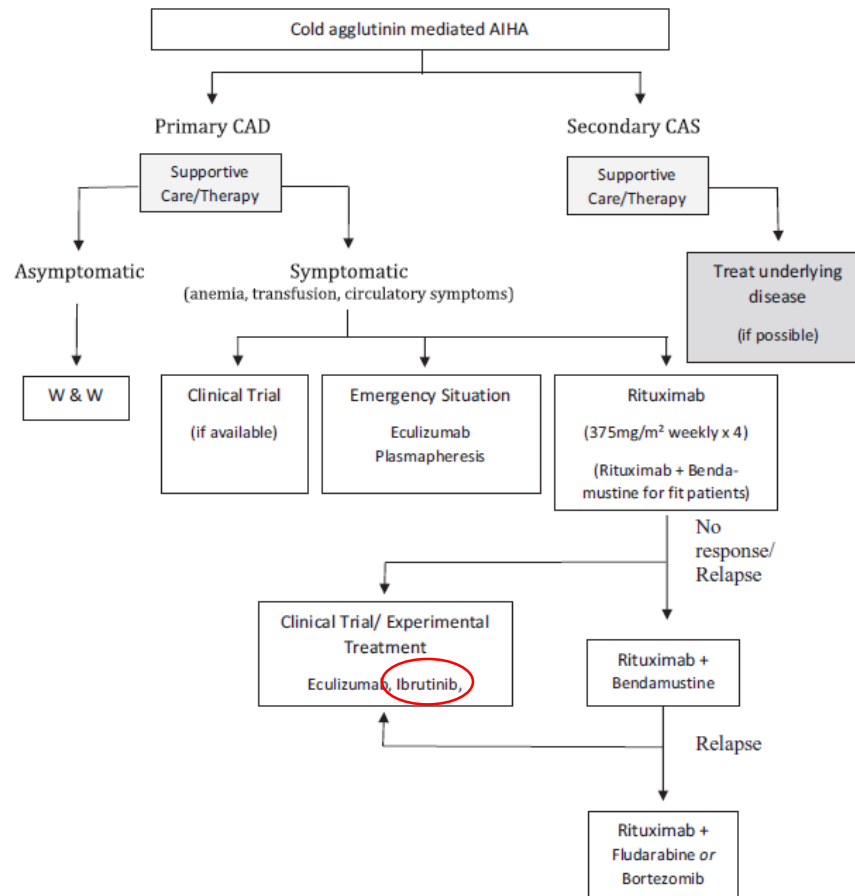 Cold agglutinin mediated AIHA
Primary CAD
Secondary CAS
Supportive
Care/Therapy
Supportive
Care/Therapy
Asymptomatic
Symptomatic
(anemia, transfusion, circulatory symptoms)
Treat underlying
disease
(if possible)
W & W
Clinical Trial
(if available)
Emergency Situation
Eculizumab
Plasmapheresis
Rituximab
(375mg/m² weekly x 4)
(Rituximab + Benda-
mustine for fit patients)
No
response/
Relapse
Clinical Trial/ Experimental
Treatment
Eculizumab, Ibrutinib,
Rituximab +
Bendamustine
Relapse
Rituximab +
Fludarabine or
Bortezomib